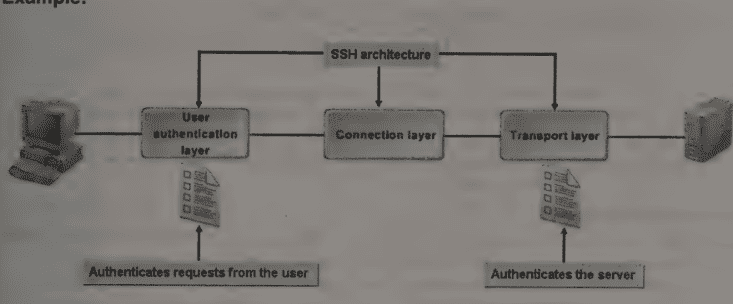 Example:
SSH architecture
User
authentication
layer
Connection layer
Transport layer
Authenticates requests from the user
Authenticates the server